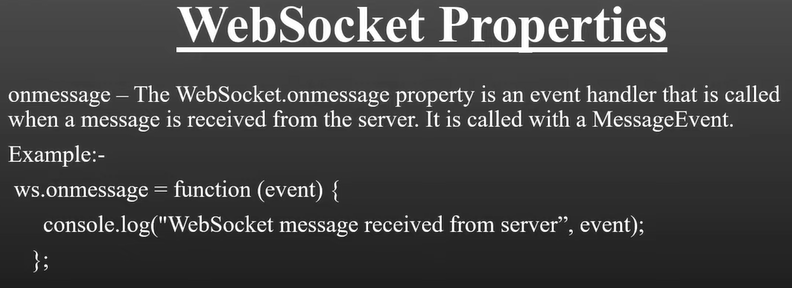 WebSocket Properties
onmessage – The WebSocket.onmessage property is an event handler that is called
when a message is received from the server. It is called with a MessageEvent.
Example:-
ws.onmessage = function (event) {
console.log("WebSocket message received from server”, event);
};